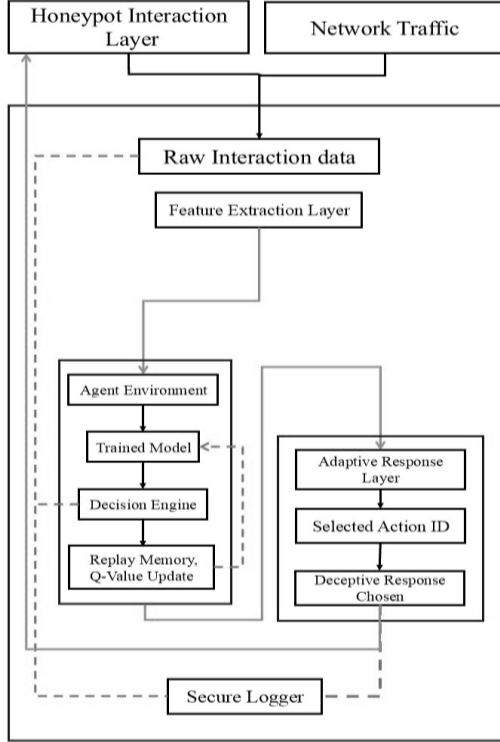 Honeypot Interaction
Layer
Network Traffic
Raw Interaction data
Feature Extraction Layer
Agent Environment
Trained Model
Decision Engine
Replay Memory,
Q-Value Update
Adaptive Response
Layer
Selected Action ID
Deceptive Response
Chosen
Secure Logger